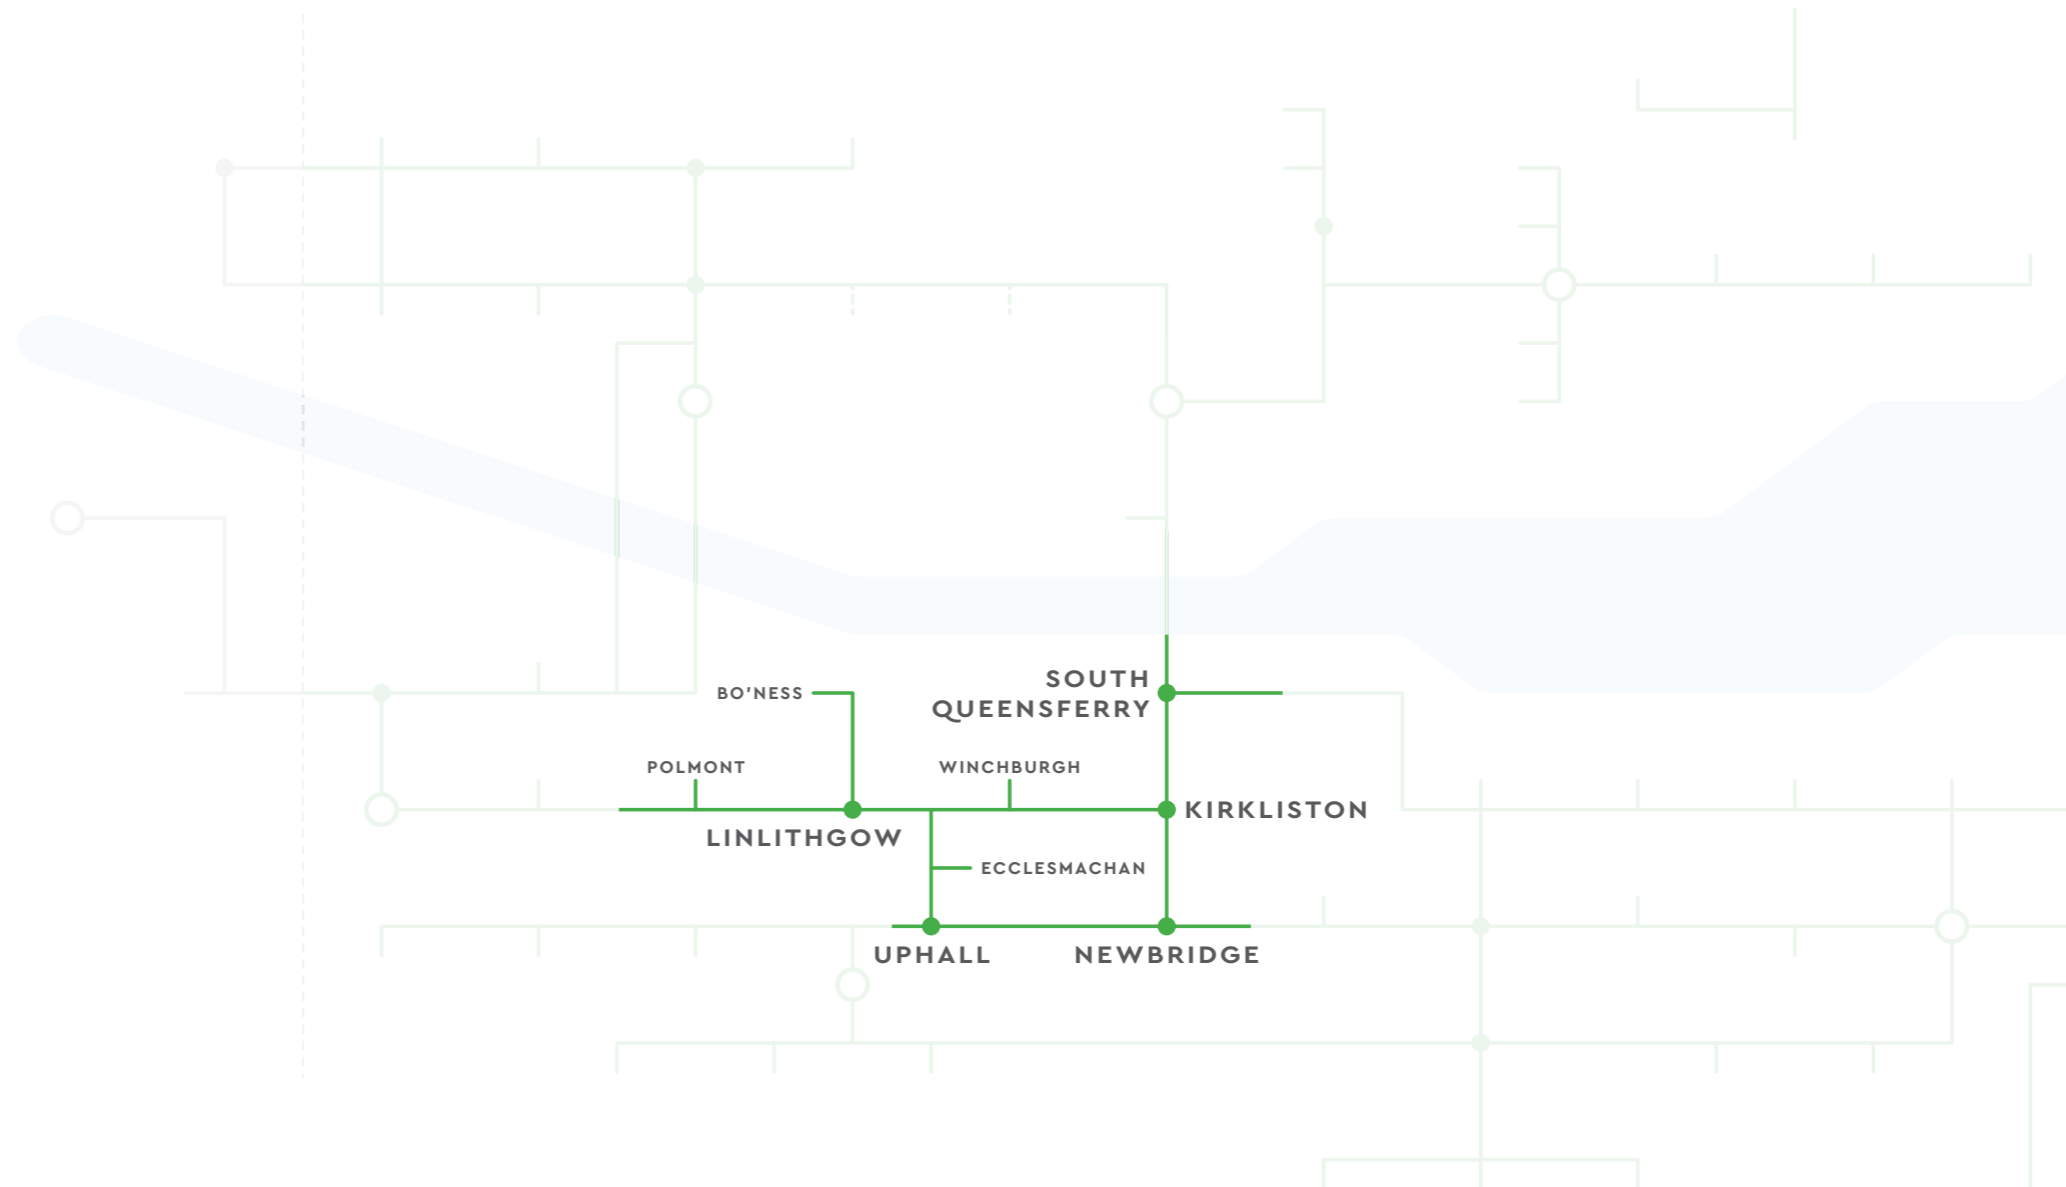 SOUTH
QUEENSFERRY
BO'NESS
POLMONT
WINCHBURGH
KIRKLISTON
LINLITHGOW
ECCLESMACHAN
UPHALL
NEWBRIDGE